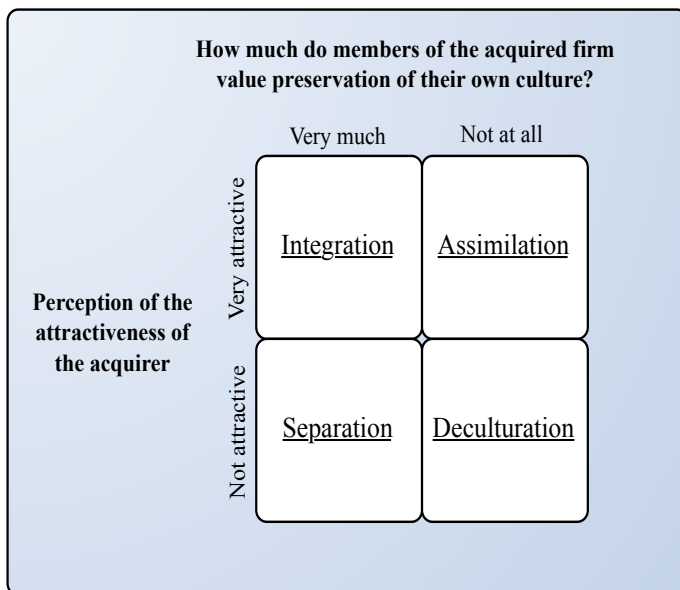 How much do members of the acquired firm
value preservation of their own culture?
Very much
Not at all
Very attractive
Integration
Assimilation
Perception of the
attractiveness of
the acquirer
Not attractive
Separation
Deculturation